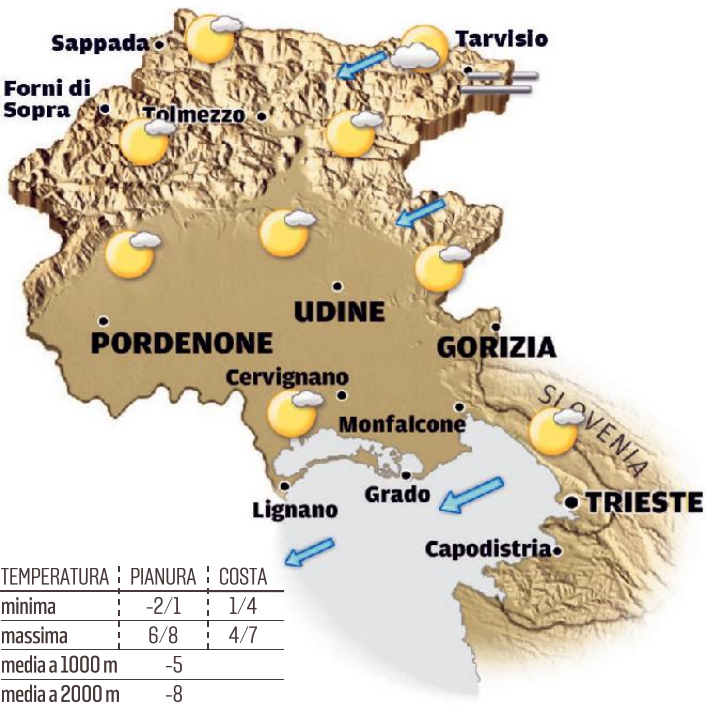 Sappada
Tarvisio
Forni di
Sopra
Tolmezzo
UDINE
PORDENONE
GORIZIA
Cervignano
SLOVENIA
Monfalcone
Grado
Lignano
TRIESTE
Capodistria
TEMPERATURA PIANURA COSTA
minima -2/1 1/4
massima 6/8 4/7
media a 1000 m -5
media a 2000 m -8